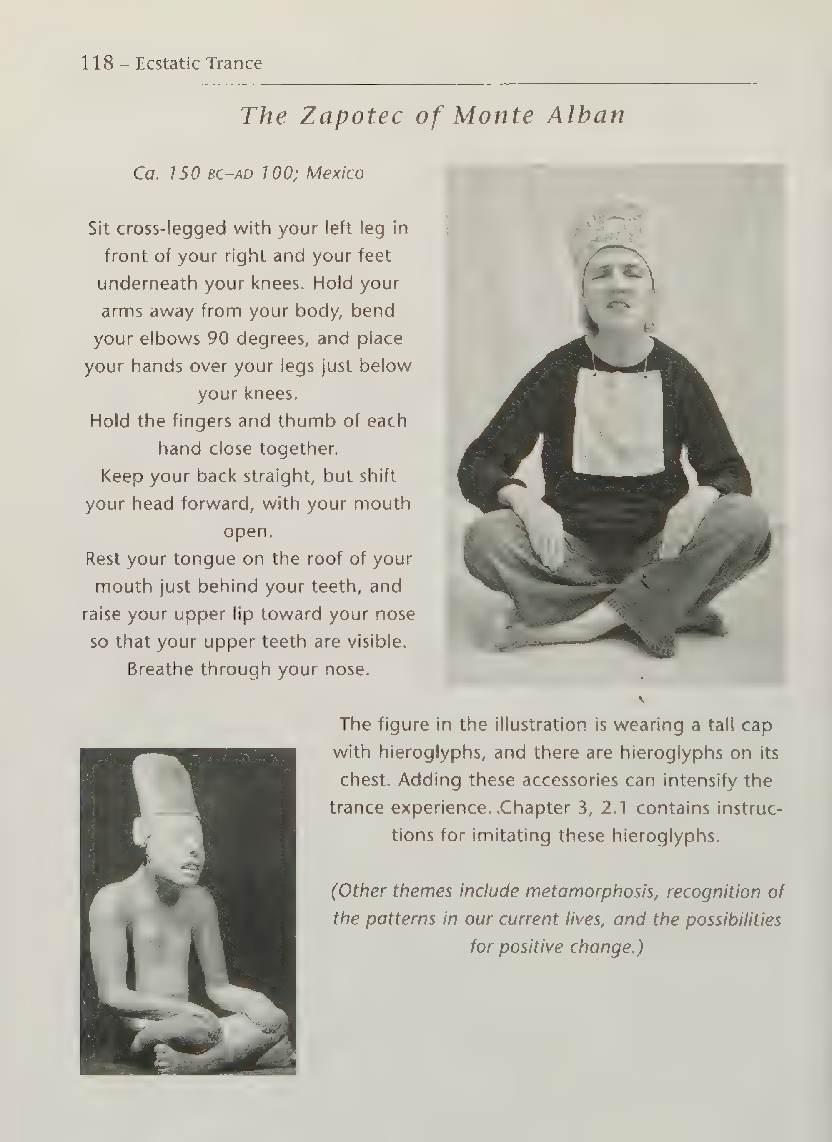 118 – Ecstatic Trance
The Zapotec of Monte Alban
Ca. 150 BC–AD 100; Mexico
Sit cross-legged with your left leg in
front of your right and your feet
underneath your knees. Hold your
arms away from your body, bend
your elbows 90 degrees, and place
your hands over your legs just below
your knees.
Hold the fingers and thumb of each
hand close together.
Keep your back straight, but shift
your head forward, with your mouth
open.
Rest your tongue on the roof of your
mouth just behind your teeth, and
raise your upper lip toward your nose
so that your upper teeth are visible.
Breathe through your nose.
The figure in the illustration is wearing a tall cap
with hieroglyphs, and there are hieroglyphs on its
chest. Adding these accessories can intensify the
trance experience. .Chapter 3, 2.1 contains instruc-
tions for imitating these hieroglyphs.
(Other themes include metamorphosis, recognition of
the patterns in our current lives, and the possibilities
for positive change.)